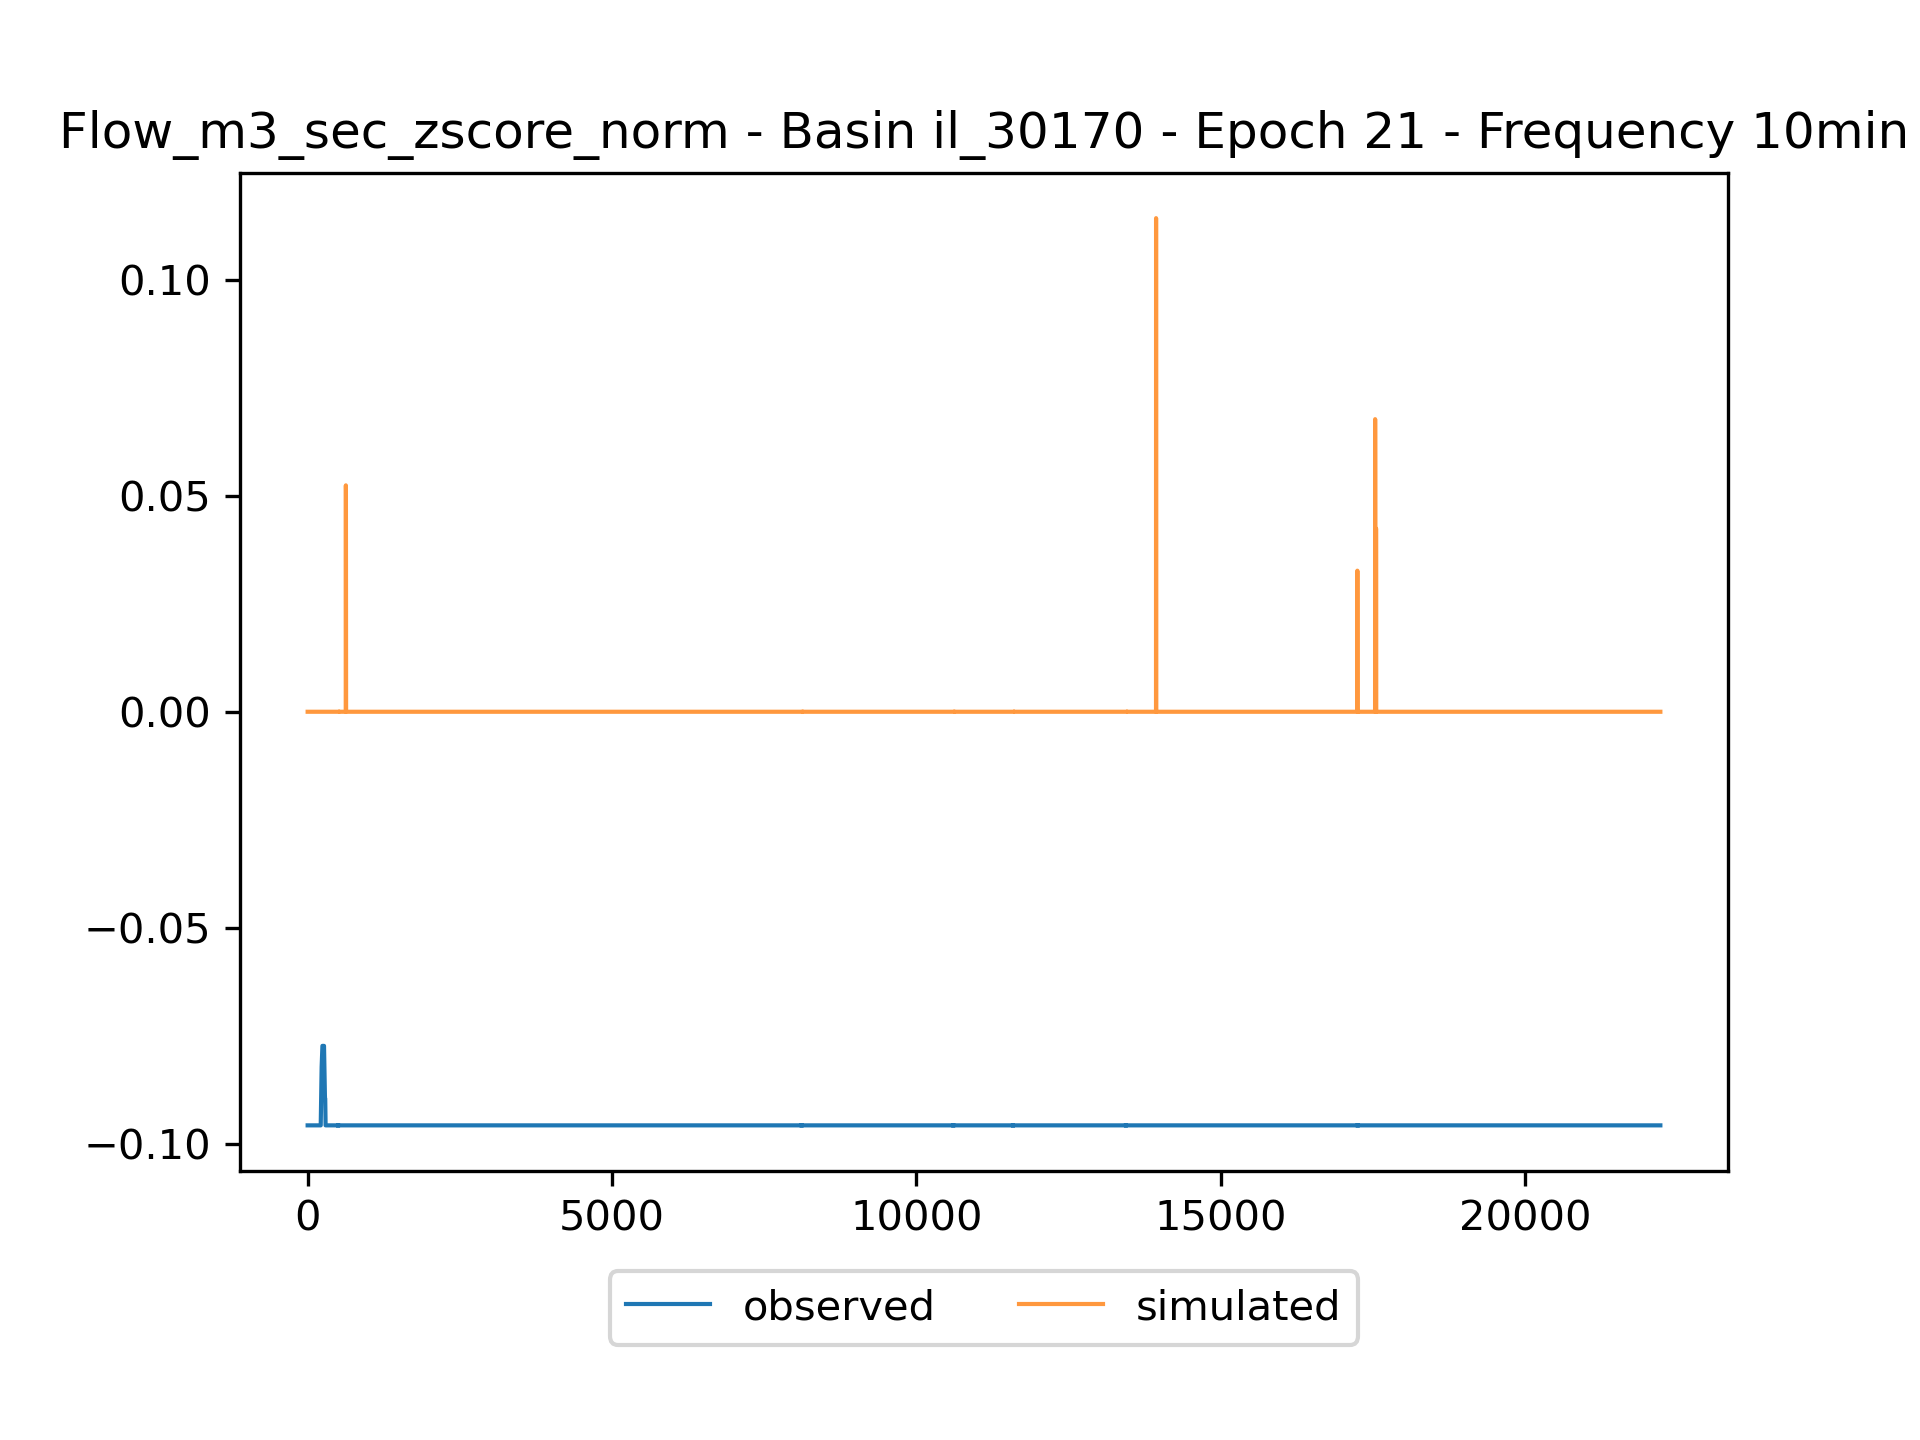 Flow_m3_sec_zscore_norm - Basin il_30170 - Epoch 21 - Frequency 10min
0.10
0.05
0.00
−0.05
−0.10
0 5000 10000 15000 20000
observed simulated